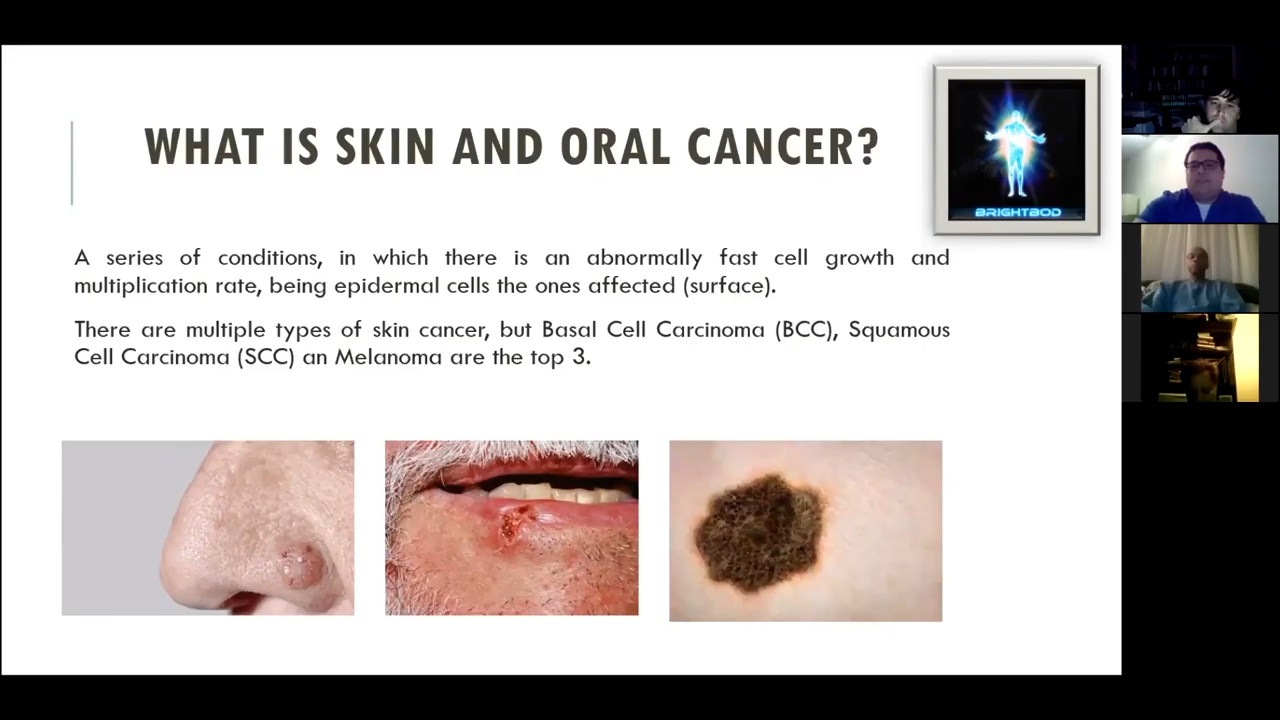 WHAT IS SKIN AND ORAL CANCER?
BRIGHTBOD
A series of conditions, in which there is an abnormally fast cell growth and
multiplication rate, being epidermal cells the ones affected (surface).
There are multiple types of skin cancer, but Basal Cell Carcinoma (BCC), Squamous
Cell Carcinoma (SCC) an Melanoma are the top 3.